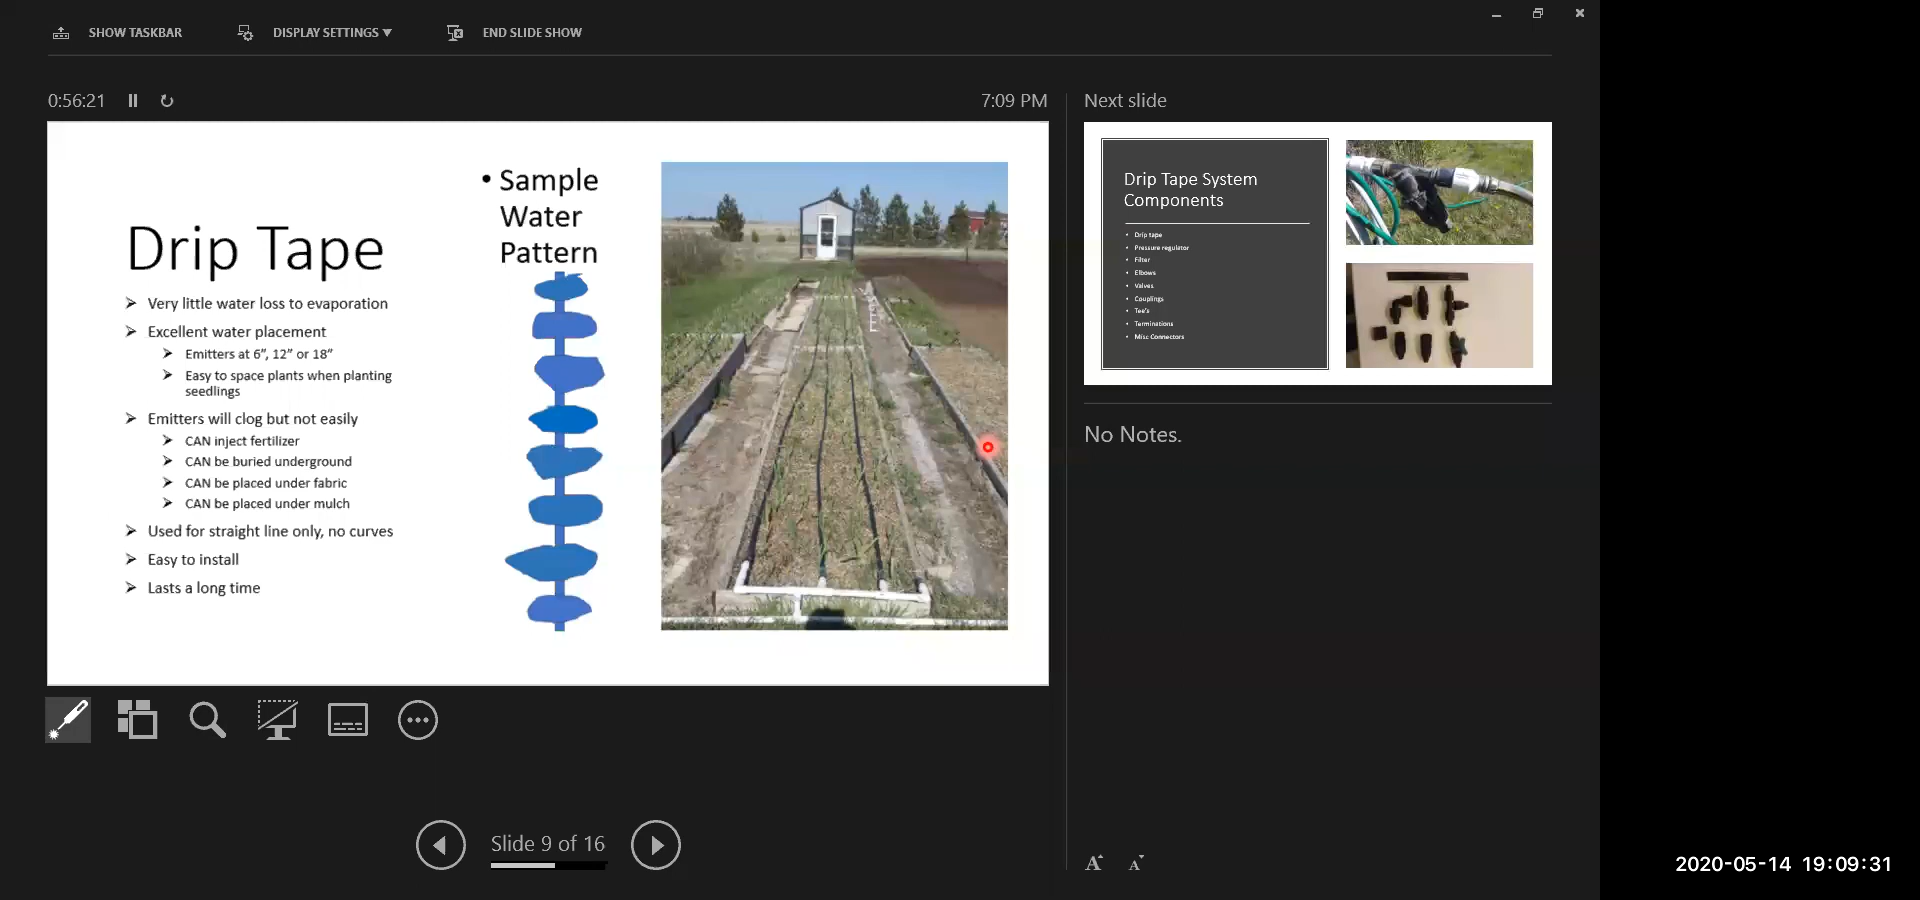 SHOW TASKBAR
DISPLAY SETTINGS ▼
END SLIDE SHOW
0:56:21
7:09 PM
Drip Tape
➢ Very little water loss to evaporation
➢ Excellent water placement
➢ Emitters at 6”, 12” or 18”
➢ Easy to space plants when planting
seedlings
➢ Emitters will clog but not easily
➢ CAN inject fertilizer
➢ CAN be buried underground
➢ CAN be placed under fabric
➢ CAN be placed under mulch
➢ Used for straight line only, no curves
➢ Easy to install
➢ Lasts a long time
• Sample
Water
Pattern
Next slide
Drip Tape System
Components
• Drip tape
• Pressure regulator
• Filter
• Elbows
• Valves
• Couplings
• Tee's
• Terminations
• Misc Connectors
No Notes.
Slide 9 of 16
A A
2020-05-14 19:09:31